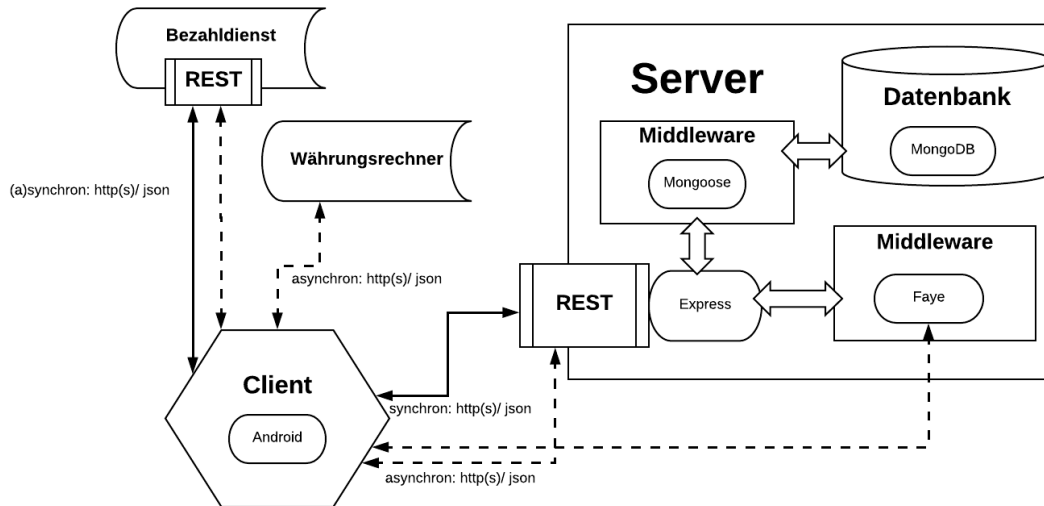 Bezahldienst
REST
Server
Datenbank
MongoDB
Middleware
Mongoose
Währungsrechner
(a)synchron: http(s)/ json
Middleware
Faye
asynchron: http(s)/ json
REST
Express
Client
Android
synchron: http(s)/ json
asynchron: http(s)/ json